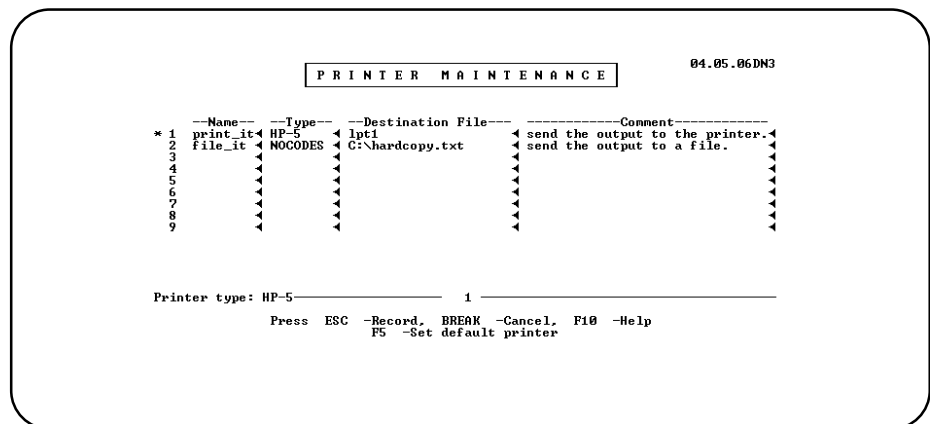 04.05.06DN3
P R I N T E R   M A I N T E N A N C E
--Name-- --Type-- --Destination File--- ------------Comment------------
* 1 print_it HP-5 lpt1 send the output to the printer.
2 file_it NOCODES C:\hardcopy.txt send the output to a file.
3
4
5
6
7
8
9
Printer type: HP-5 1
Press ESC -Record, BREAK -Cancel, F10 -Help
F5 -Set default printer